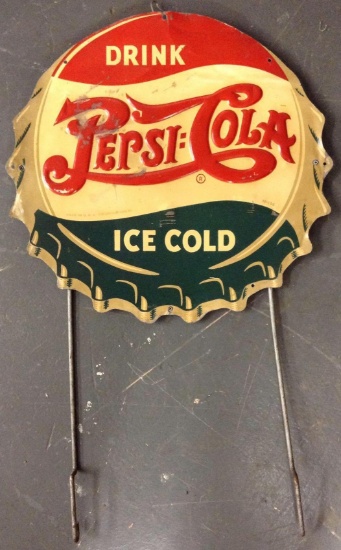 DRINK
PEPSI:COLA
®
ICE COLD